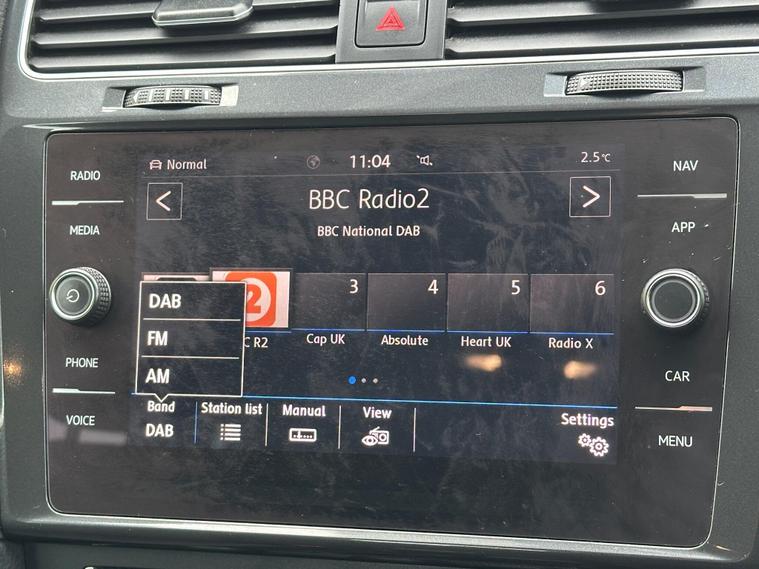 RADIO
MEDIA
PHONE
VOICE
Normal
11:04
2.5°C
BBC Radio2
BBC National DAB
2
3
4
5
6
C R2
Cap UK
Absolute
Heart UK
Radio X
DAB
FM
AM
Band
DAB
Station list
Manual
View
Settings
NAV
APP
CAR
MENU